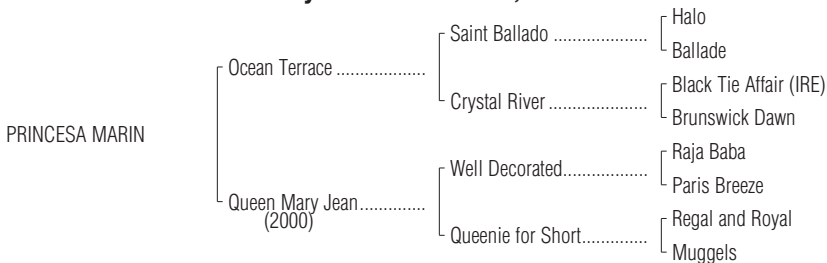 Halo
Saint Ballado ....................
Ballade
Ocean Terrace ...................
Black Tie Affair (IRE)
Crystal River .....................
Brunswick Dawn
PRINCESA MARIN
Raja Baba
Well Decorated..................
Paris Breeze
Queen Mary Jean..............
(2000)
Regal and Royal
Queenie for Short..............
Muggels